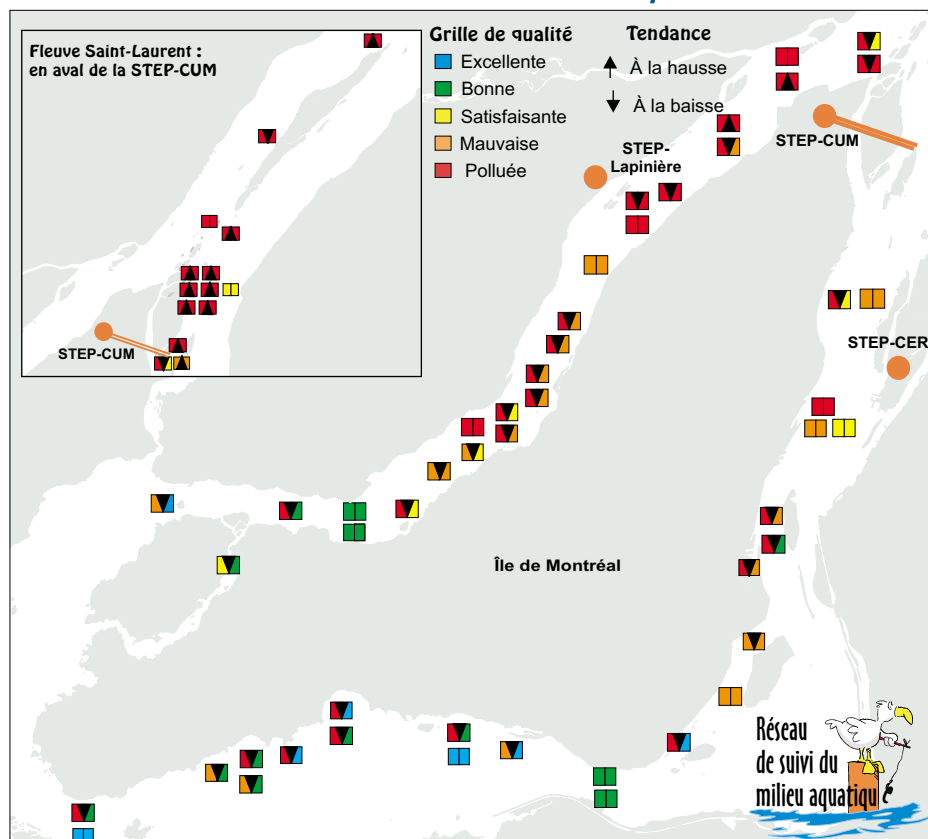 Fleuve Saint-Laurent :
en aval de la STEP-CUM
STEP-CUM
Grille de qualité
Excellente
Bonne
Satisfaisante
Mauvaise
Polluée
Tendance
À la hausse
À la baisse
STEP-
Lapinière
STEP-CUM
STEP-CER
Île de Montréal
Réseau
de suivi du
milieu aquatiqu